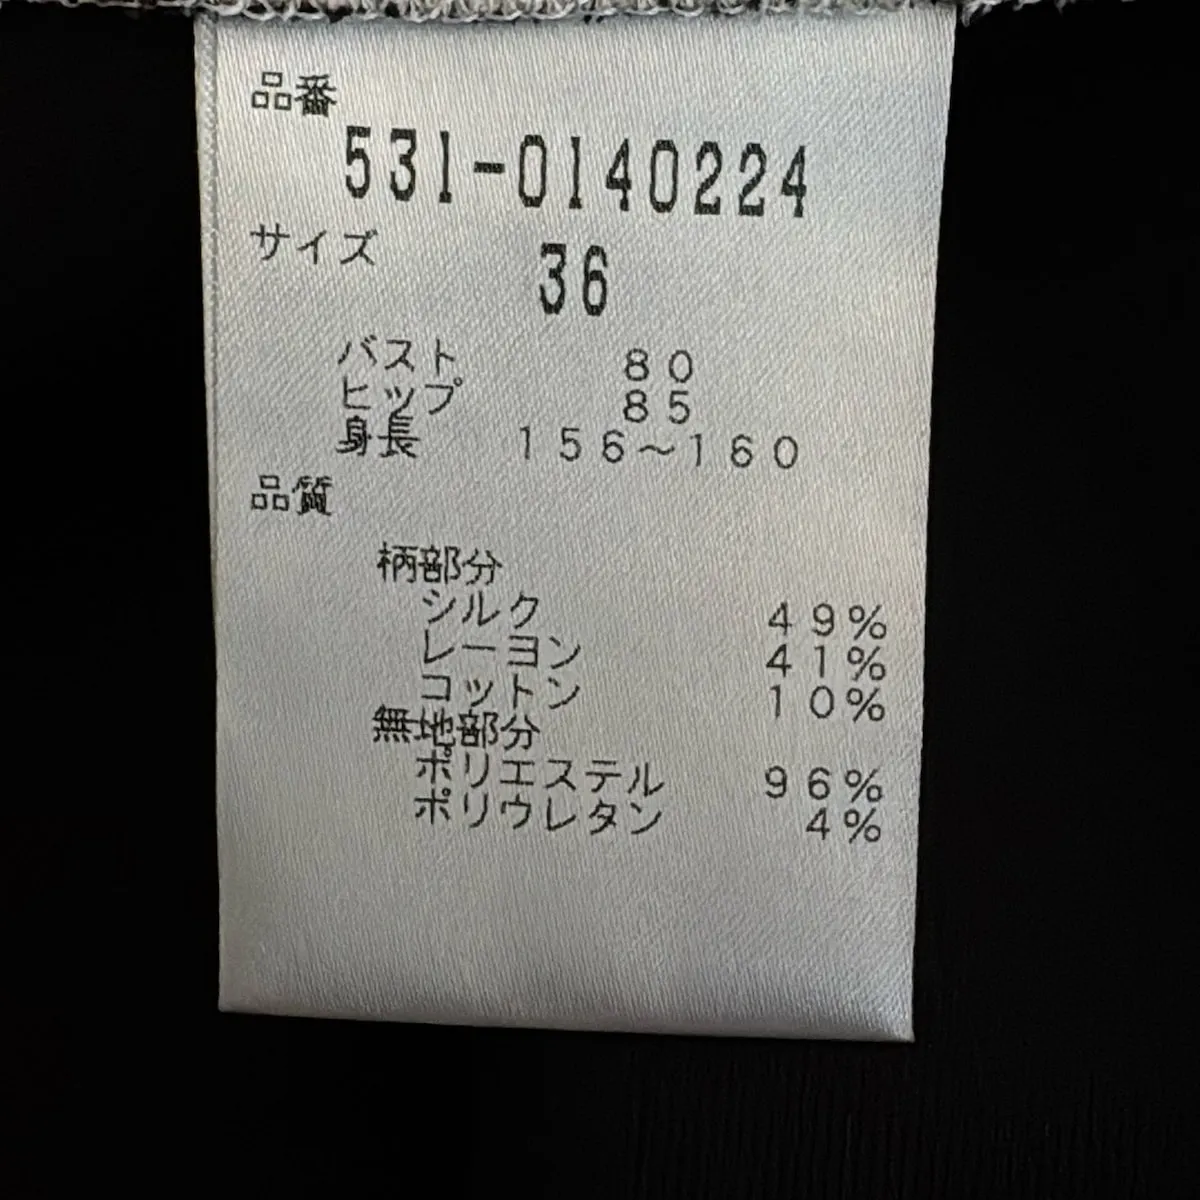 品番
531-0140224
サイズ 36
バスト 80
ヒップ 85
身長 156～160
品質
柄部分
シルク 49%
レーヨン 41%
コットン 10%
無地部分
ポリエステル 96%
ポリウレタン 4%